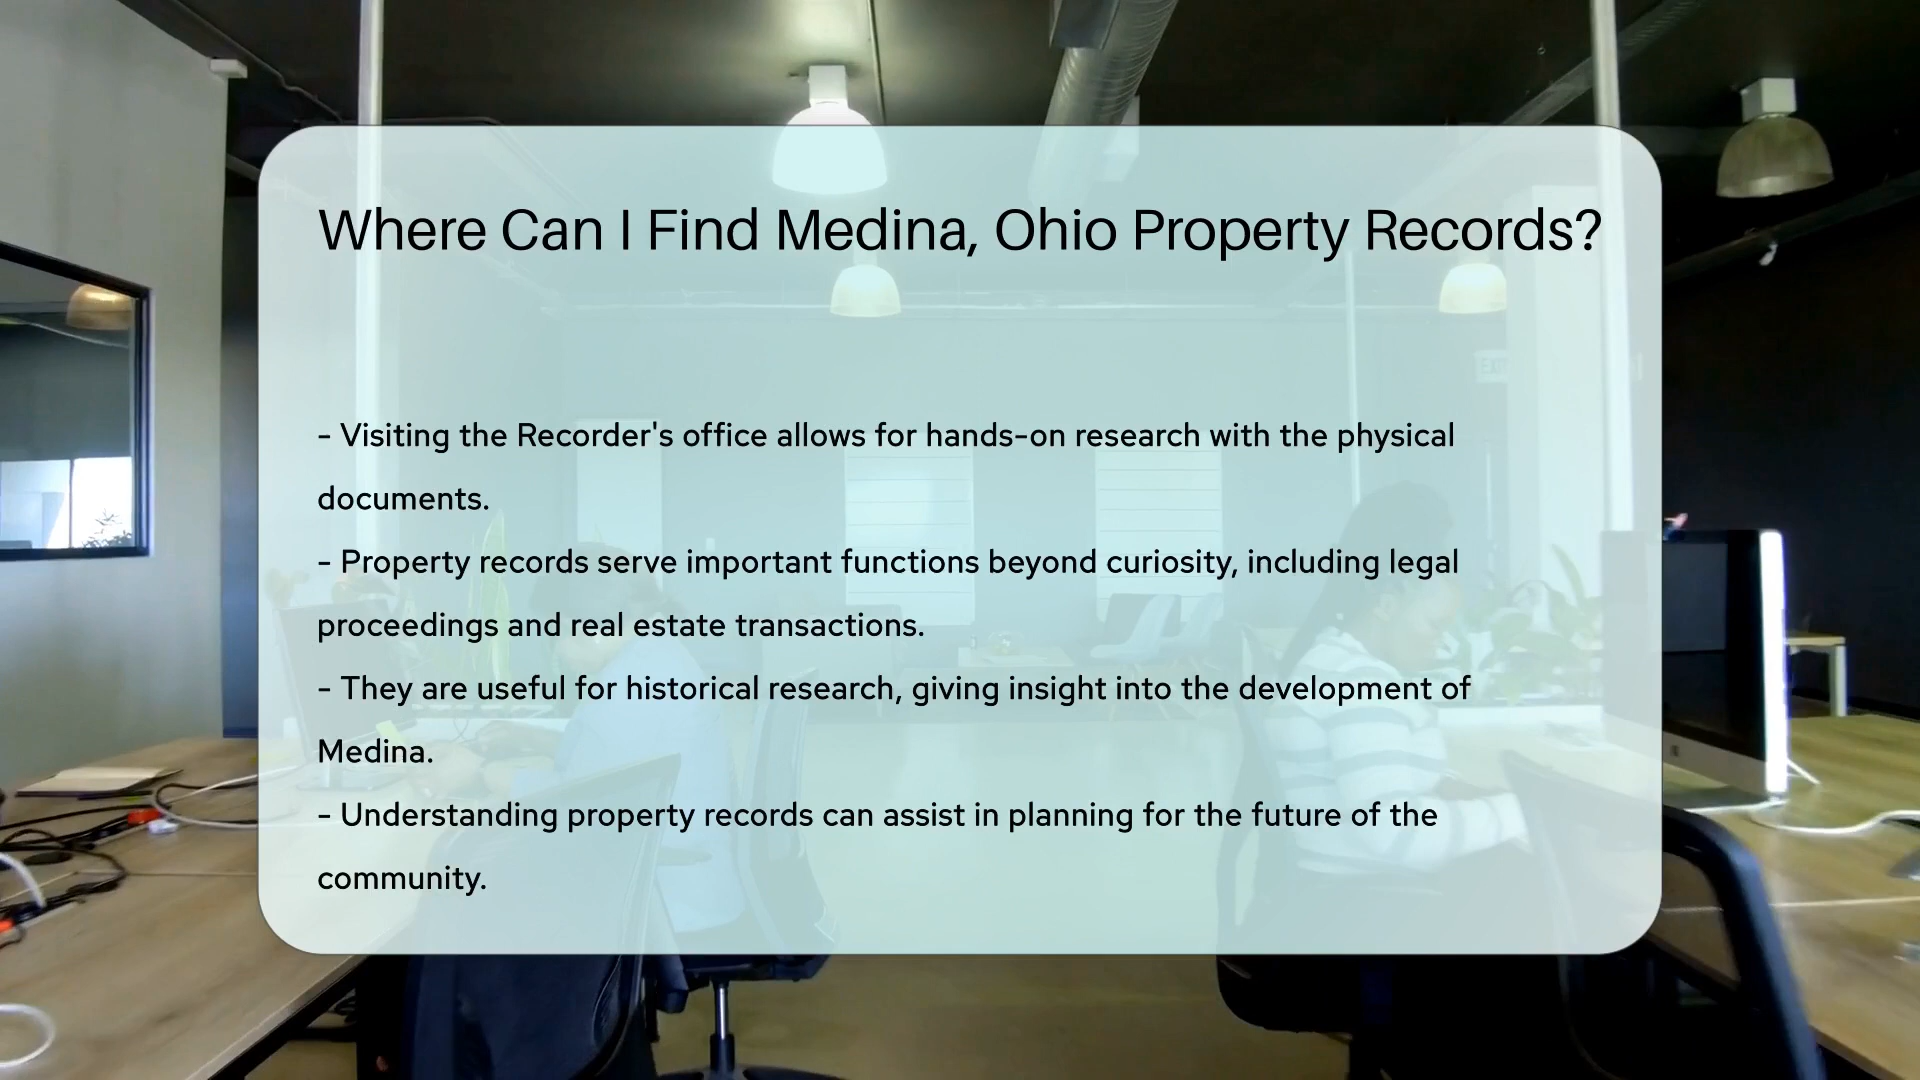 Where Can I Find Medina, Ohio Property Records?
- Visiting the Recorder's office allows for hands-on research with the physical
documents.
- Property records serve important functions beyond curiosity, including legal
proceedings and real estate transactions.
- They are useful for historical research, giving insight into the development of
Medina.
- Understanding property records can assist in planning for the future of the
community.